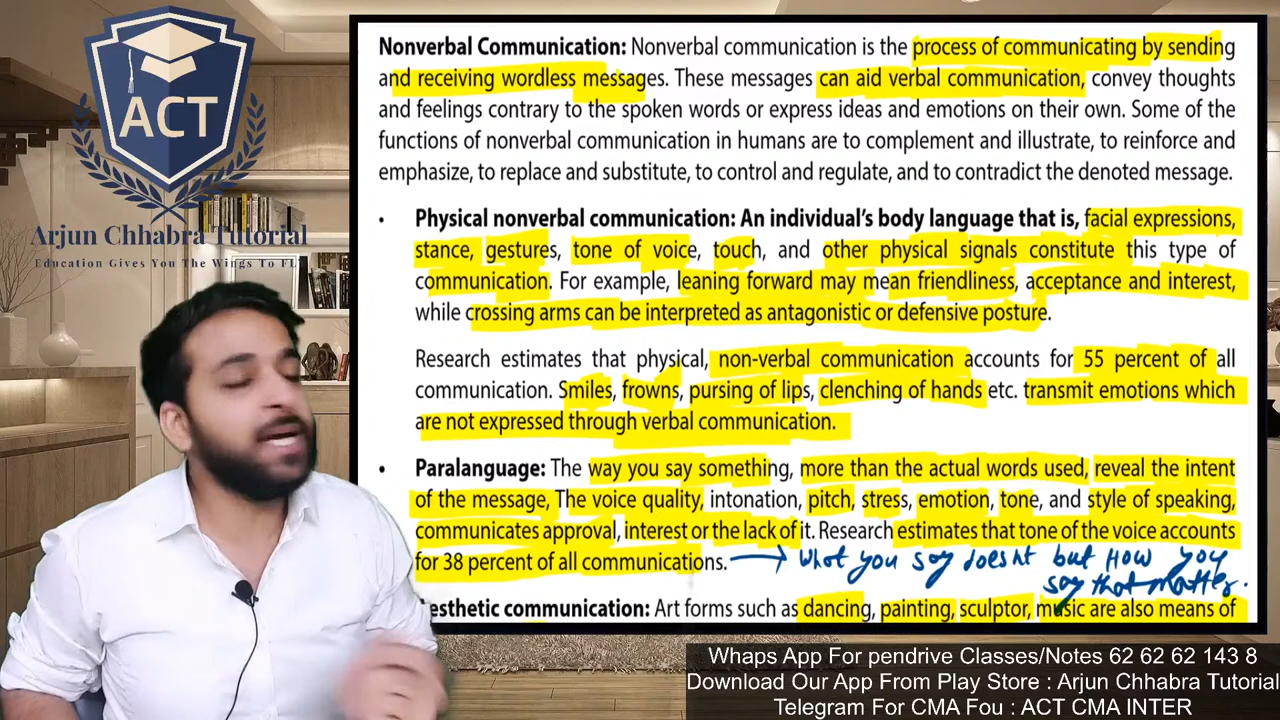 ACT
Arjun Chhabra Tutorial
Education Gives You The Wings To FL
Nonverbal Communication: Nonverbal communication is the process of communicating by sending
and receiving wordless messages. These messages can aid verbal communication, convey thoughts
and feelings contrary to the spoken words or express ideas and emotions on their own. Some of the
functions of nonverbal communication in humans are to complement and illustrate, to reinforce and
emphasize, to replace and substitute, to control and regulate, and to contradict the denoted message.
• Physical nonverbal communication: An individual's body language that is, facial expressions,
stance, gestures, tone of voice, touch, and other physical signals constitute this type of
communication. For example, leaning forward may mean friendliness, acceptance and interest,
while crossing arms can be interpreted as antagonistic or defensive posture.
Research estimates that physical, non-verbal communication accounts for 55 percent of all
communication. Smiles, frowns, pursing of lips, clenching of hands etc. transmit emotions which
are not expressed through verbal communication.
• Paralanguage: The way you say something, more than the actual words used, reveal the intent
of the message, The voice quality, intonation, pitch, stress, emotion, tone, and style of speaking,
communicates approval, interest or the lack of it. Research estimates that tone of the voice accounts
for 38 percent of all communications. → What you say doesnt but How you
say that matter.
esthetic communication: Art forms such as dancing, painting, sculptor, music are also means of
Whaps App For pendrive Classes/Notes 62 62 62 143 8
Download Our App From Play Store : Arjun Chhabra Tutorial
Telegram For CMA Fou : ACT CMA INTER